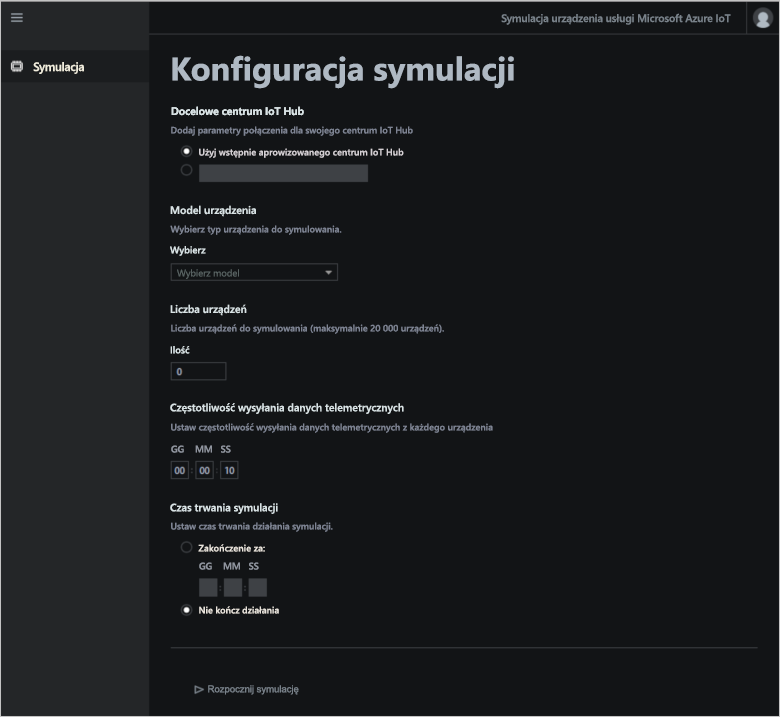 Symulacja urządzenia usługi Microsoft Azure IoT
Symulacja
Konfiguracja symulacji
Docelowe centrum IoT Hub
Dodaj parametry połączenia dla swojego centrum IoT Hub
Użyj wstępnie aprowizowanego centrum IoT Hub
Model urządzenia
Wybierz typ urządzenia do symulowania.
Wybierz
Wybierz model
Liczba urządzeń
Liczba urządzeń do symulowania (maksymalnie 20 000 urządzeń).
Ilość
0
Częstotliwość wysyłania danych telemetrycznych
Ustaw częstotliwość wysyłania danych telemetrycznych z każdego urządzenia
GG MM SS
00 : 00 : 10
Czas trwania symulacji
Ustaw czas trwania działania symulacji.
Zakończenie za:
GG MM SS
: :
Nie kończ działania
Rozpocznij symulację